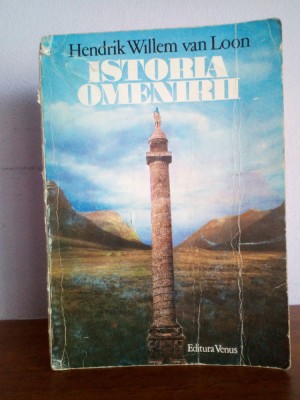 Hendrik Willem van Loon
ISTORIA
OMENIRII
Editura Venus